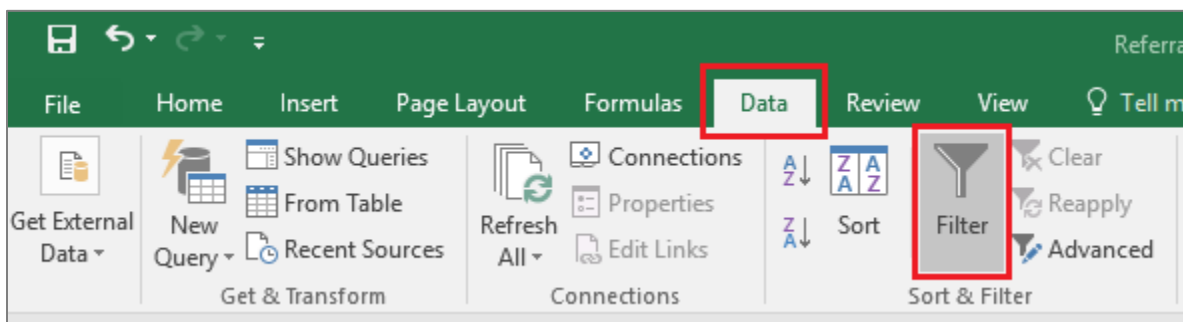 Referra
File Home Insert Page Layout Formulas Data Review View Tell m
Show Queries Connections A Z Z A A Z Clear
From Table Properties Reapply
Get External New Refresh Z A Sort Filter
Data Query Recent Sources All Edit Links Advanced
Get & Transform Connections Sort & Filter